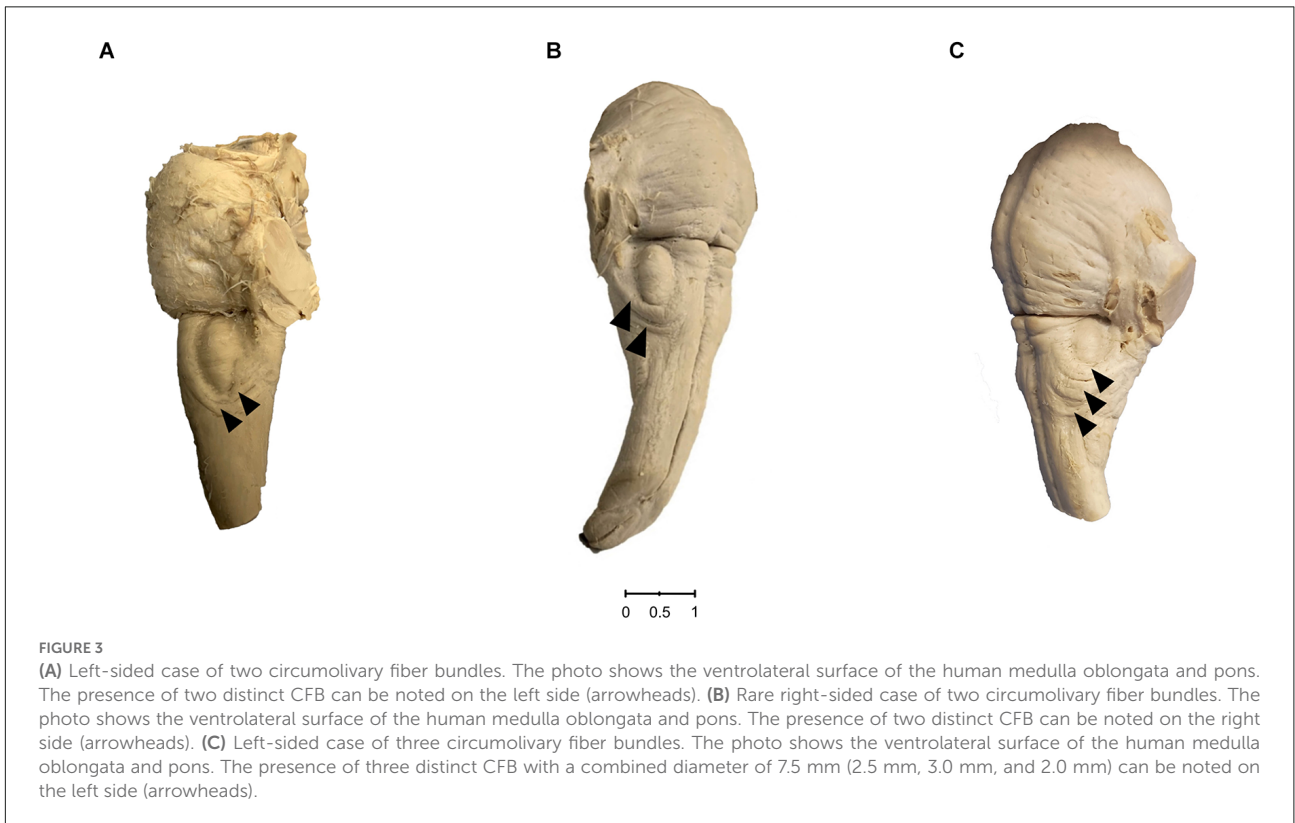 A
B
C
0 0.5 1
FIGURE 3
(A) Left-sided case of two circumolivary fiber bundles. The photo shows the ventrolateral surface of the human medulla oblongata and pons.
The presence of two distinct CFB can be noted on the left side (arrowheads). (B) Rare right-sided case of two circumolivary fiber bundles. The
photo shows the ventrolateral surface of the human medulla oblongata and pons. The presence of two distinct CFB can be noted on the right
side (arrowheads). (C) Left-sided case of three circumolivary fiber bundles. The photo shows the ventrolateral surface of the human medulla
oblongata and pons. The presence of three distinct CFB with a combined diameter of 7.5 mm (2.5 mm, 3.0 mm, and 2.0 mm) can be noted on
the left side (arrowheads).